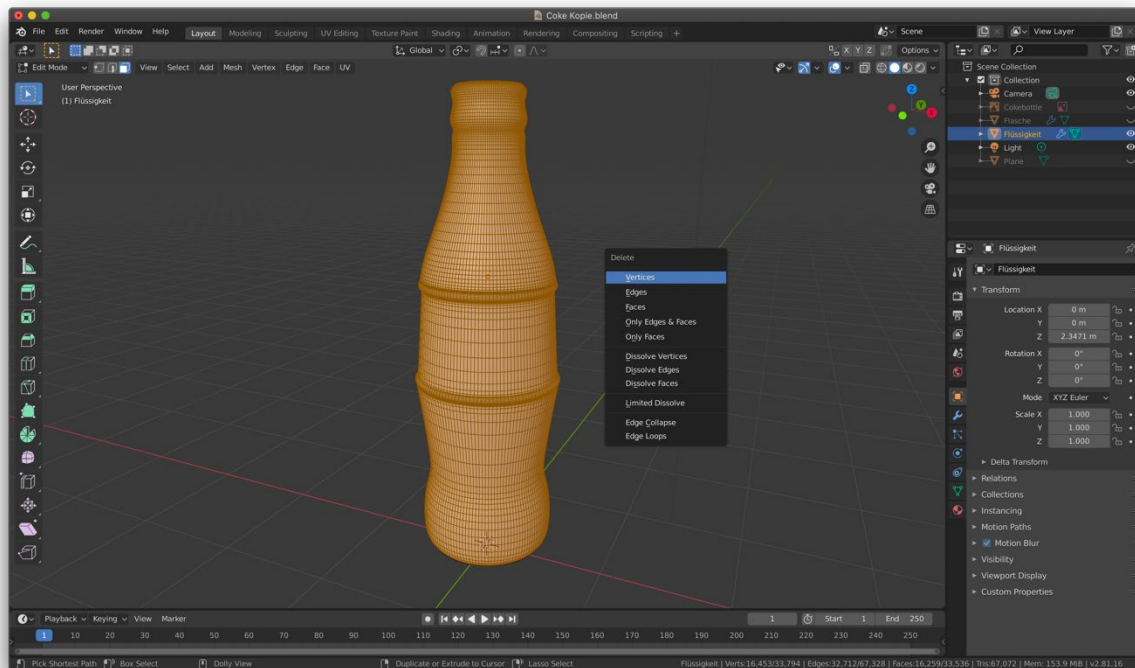 Coke Kopie.blend
File Edit Render Window Help Layout Modeling Sculpting UV Editing Texture Paint Shading Animation Rendering Compositing Scripting + Scene View Layer
Global X Y Z Options
Edit Mode View Select Add Mesh Vertex Edge Face UV
User Perspective
(1) Flüssigkeit
Z
Y
X
Delete
Vertices
Edges
Faces
Only Edges & Faces
Only Faces
Dissolve Vertices
Dissolve Edges
Dissolve Faces
Limited Dissolve
Edge Collapse
Edge Loops
Scene Collection
Collection
Camera
Cokebottle
Flasche
Flüssigkeit
Light
Plane
Flüssigkeit
Flüssigkeit
Transform
Location X 0 m
Y 0 m
Z 2.3471 m
Rotation X 0°
Y 0°
Z 0°
Mode XYZ Euler
Scale X 1.000
Y 1.000
Z 1.000
Delta Transform
Relations
Collections
Instancing
Motion Paths
Motion Blur
Visibility
Viewport Display
Custom Properties
Playback Keying View Marker 1 Start 1 End 250
1 10 20 30 40 50 60 70 80 90 100 110 120 130 140 150 160 170 180 190 200 210 220 230 240 250
Pick Shortest Path Box Select Dolly View Duplicate or Extrude to Cursor Lasso Select Flüssigkeit | Verts:16,453/33,794 | Edges:32,712/67,328 | Faces:16,259/33,536 | Tris:67,072 | Mem: 153.9 MiB | v2.81.16